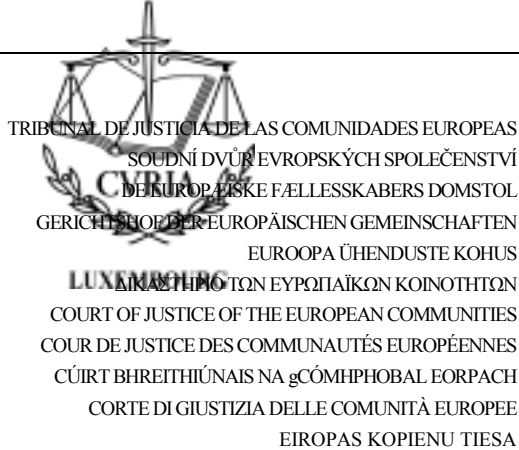 TRIBUNAL DE JUSTICIA DE LAS COMUNIDADES EUROPEAS
SOUDNÍ DVŮR EVROPSKÝCH SPOLEČENSTVÍ
CVRIA
DE EUROPÆISKE FÆLLESSKABERS DOMSTOL
GERICHTSHOF DER EUROPÄISCHEN GEMEINSCHAFTEN
EUROOPA ÜHENDUSTE KOHUS
LUXEMBOURG
ΔΙΚΑΣΤΗΡΙΟ ΤΩΝ ΕΥΡΩΠΑΪΚΩΝ ΚΟΙΝΟΤΗΤΩΝ
COURT OF JUSTICE OF THE EUROPEAN COMMUNITIES
COUR DE JUSTICE DES COMMUNAUTÉS EUROPÉENNES
CÚIRT BHREITHIÚNAIS NA gCÓMHPHOBAL EORPACH
CORTE DI GIUSTIZIA DELLE COMUNITÀ EUROPEE
EIROPAS KOPIENU TIESA